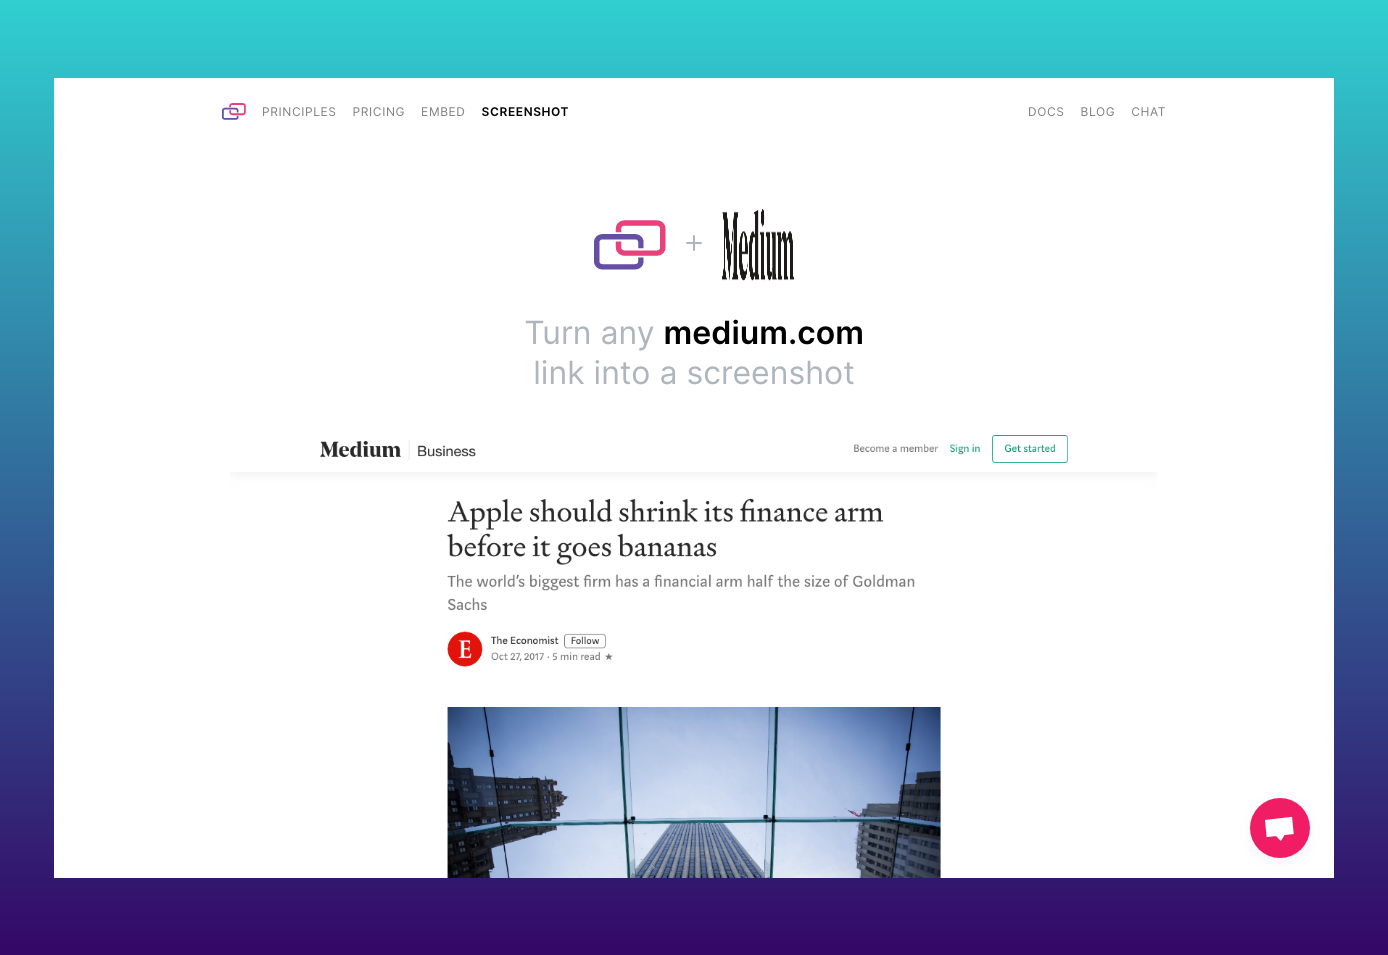 PRINCIPLES PRICING EMBED SCREENSHOT DOCS BLOG CHAT
+ Medium
Turn any medium.com
link into a screenshot
Medium Business Become a member Sign in Get started
Apple should shrink its finance arm
before it goes bananas
The world's biggest firm has a financial arm half the size of Goldman
Sachs
E The Economist Follow
Oct 27, 2017 · 5 min read ★